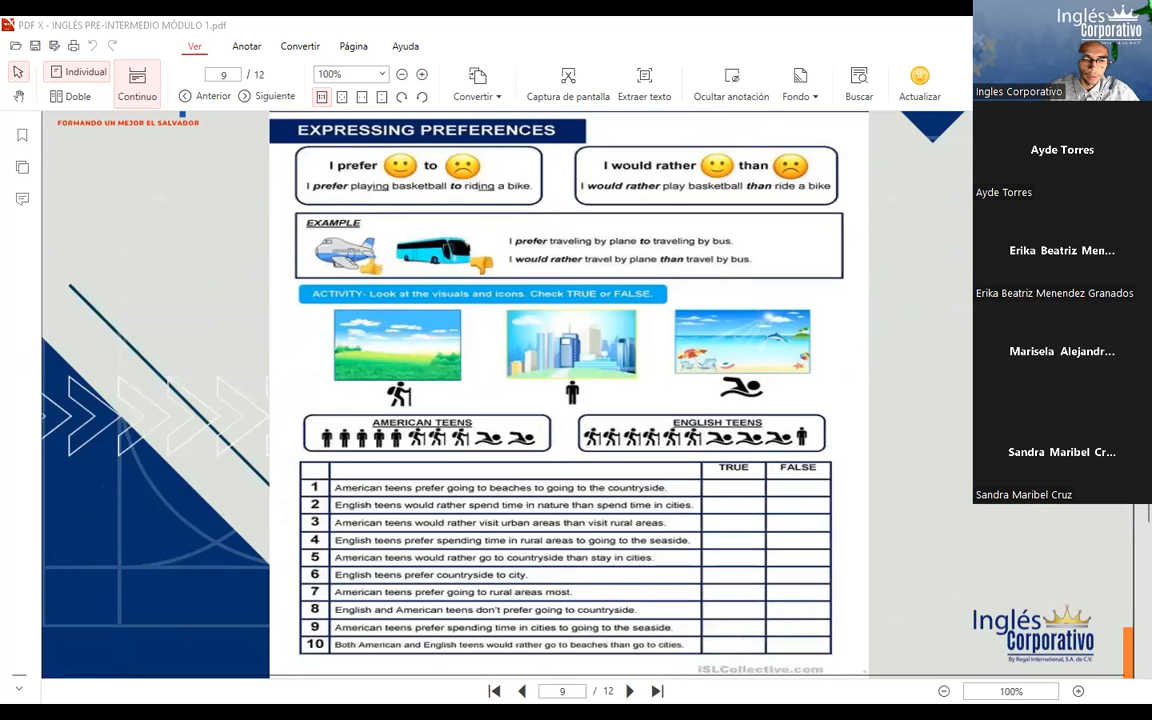 PDF X - INGLÉS PRE-INTERMEDIO MÓDULO 1.pdf
Ver
Anotar
Convertir
Página
Ayuda
Individual
Doble
Continuo
9 / 12
Anterior
Siguiente
100%
Convertir
Captura de pantalla
Extraer texto
Ocultar anotación
Fondo
Buscar
Actualizar
FORMANDO UN MEJOR EL SALVADOR
EXPRESSING PREFERENCES
I prefer to
I prefer playing basketball to riding a bike.
I would rather than
I would rather play basketball than ride a bike
EXAMPLE
I prefer traveling by plane to traveling by bus.
I would rather travel by plane than travel by bus.
ACTIVITY- Look at the visuals and icons. Check TRUE or FALSE.
AMERICAN TEENS
ENGLISH TEENS
TRUE FALSE
1 American teens prefer going to beaches to going to the countryside.
2 English teens would rather spend time in nature than spend time in cities.
3 American teens would rather visit urban areas than visit rural areas.
4 English teens prefer spending time in rural areas to going to the seaside.
5 American teens would rather go to countryside than stay in cities.
6 English teens prefer countryside to city.
7 American teens prefer going to rural areas most.
8 English and American teens don't prefer going to countryside.
9 American teens prefer spending time in cities to going to the seaside.
10 Both American and English teens would rather go to beaches than go to cities.
iSLCollective.com
Inglés
Corporativo
By Regal International, S.A. de C.V.
9 / 12
100%
Inglés
Corporativo
Ingles Corporativo
Ayde Torres
Ayde Torres
Erika Beatriz Men...
Erika Beatriz Menendez Granados
Marisela Alejandr...
Sandra Maribel Cr...
Sandra Maribel Cruz